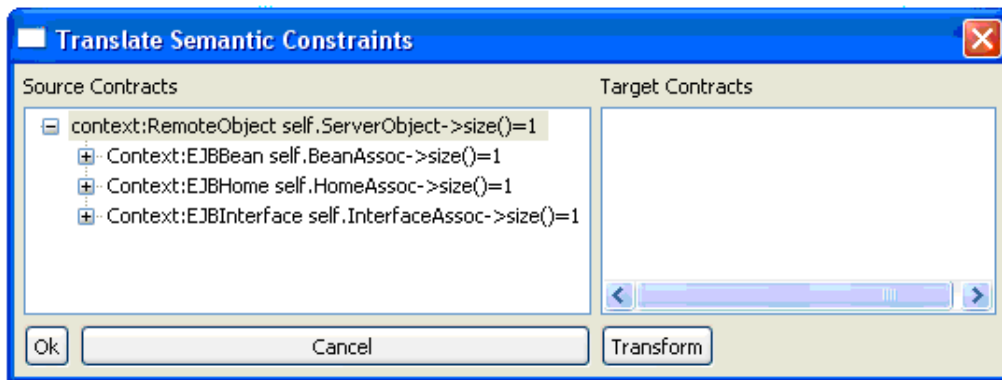 Translate Semantic Constraints
Source Contracts
Target Contracts
context:RemoteObject self.ServerObject->size()=1
Context:EJBBean self.BeanAssoc->size()=1
Context:EJBHome self.HomeAssoc->size()=1
Context:EJBInterface self.InterfaceAssoc->size()=1
Ok
Cancel
Transform